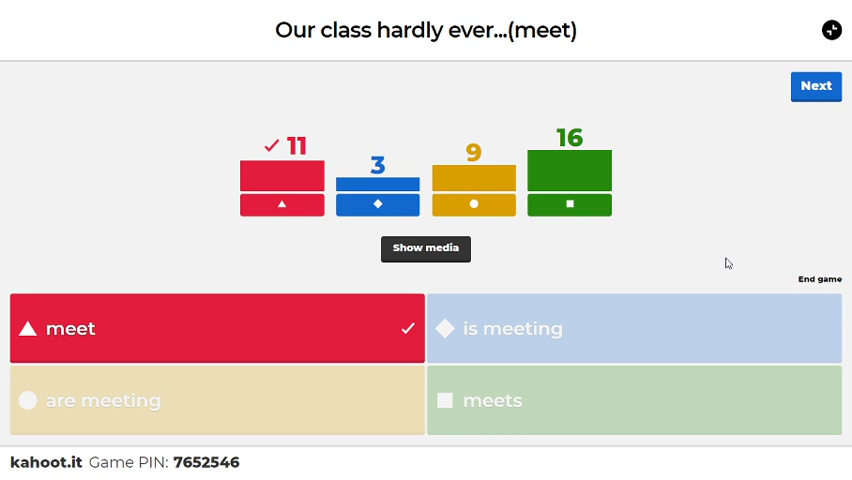 Our class hardly ever...(meet)
Next
11
3
9
16
Show media
End game
meet
is meeting
are meeting
meets
kahoot.it Game PIN: 7652546